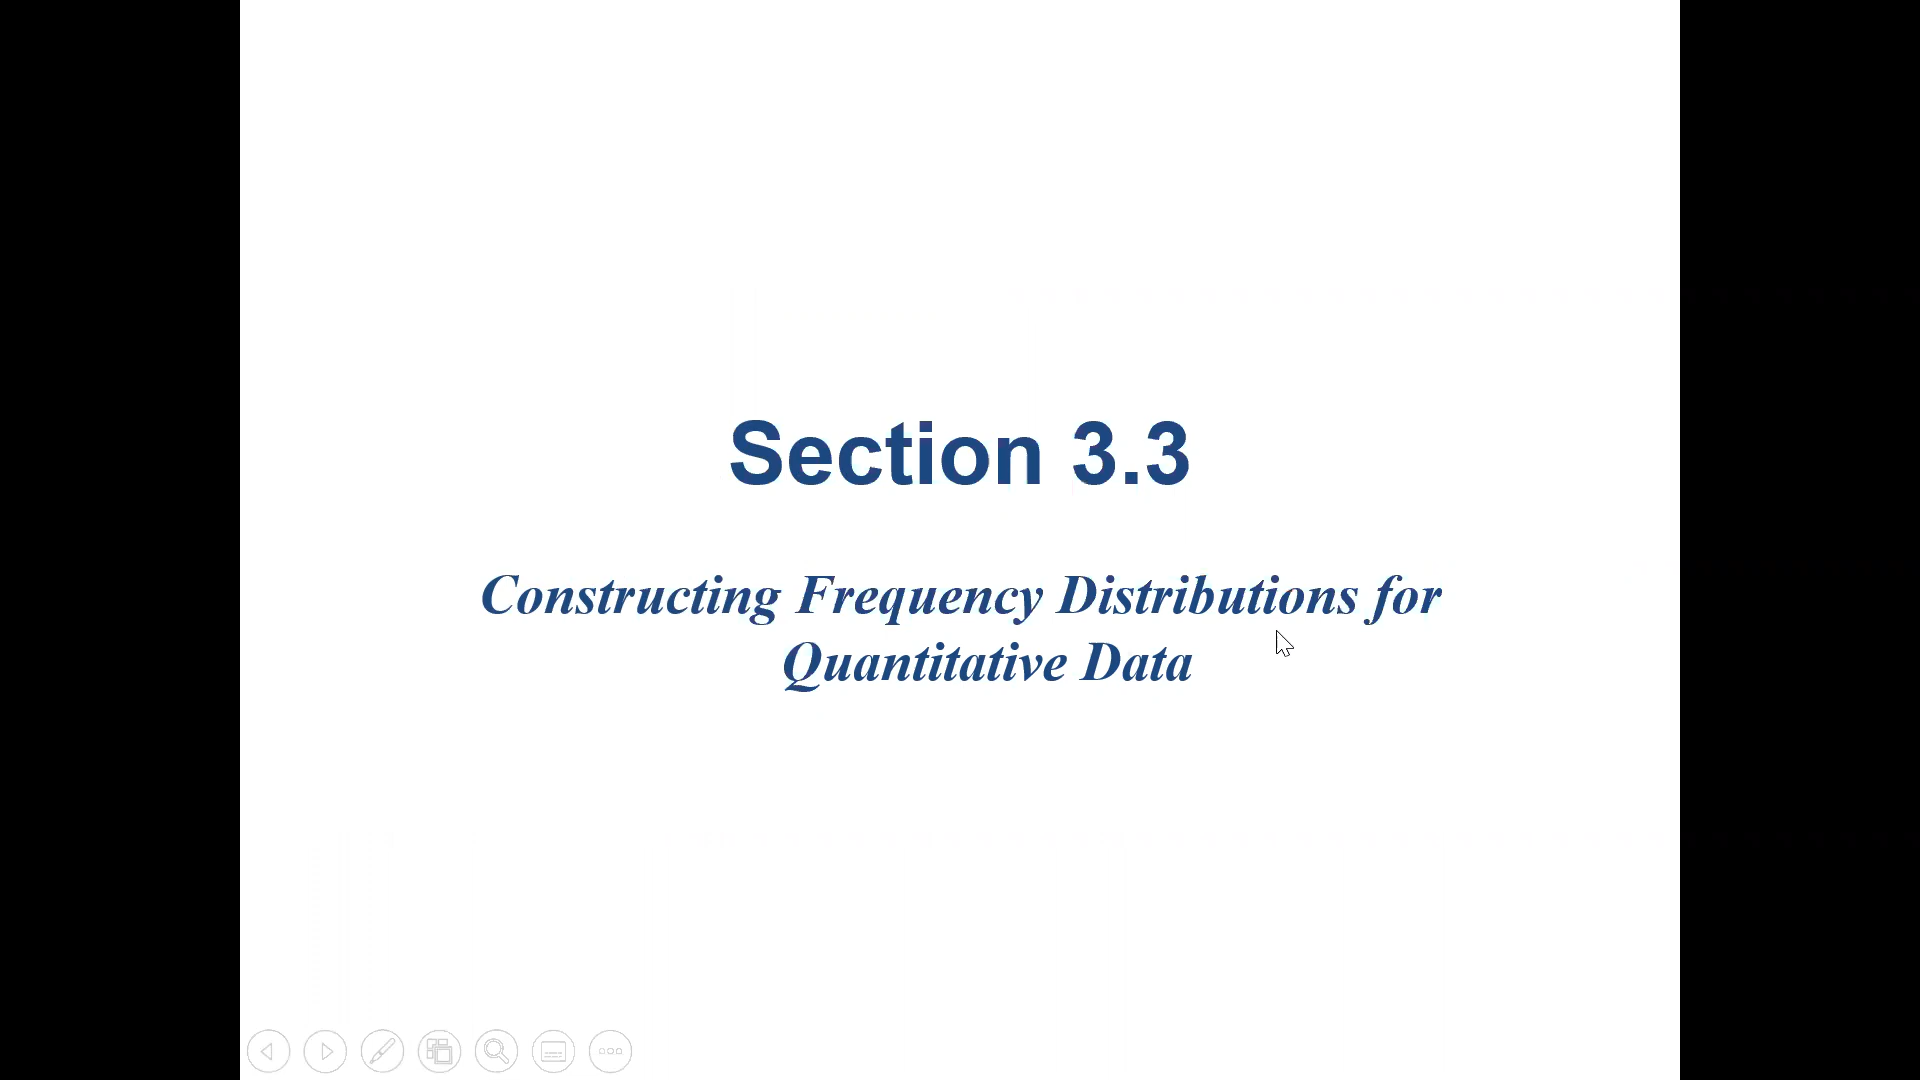 Section 3.3
Constructing Frequency Distributions for
Quantitative Data